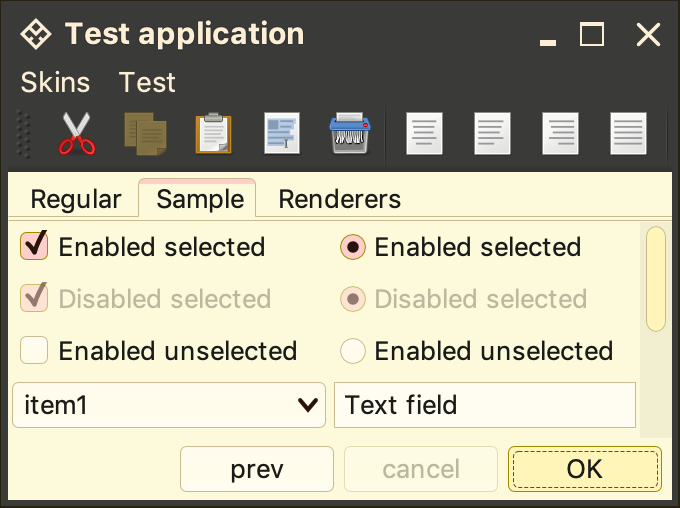 Test application
Skins Test
Regular Sample Renderers
Enabled selected Enabled selected
Disabled selected Disabled selected
Enabled unselected Enabled unselected
item1 Text field
prev cancel OK